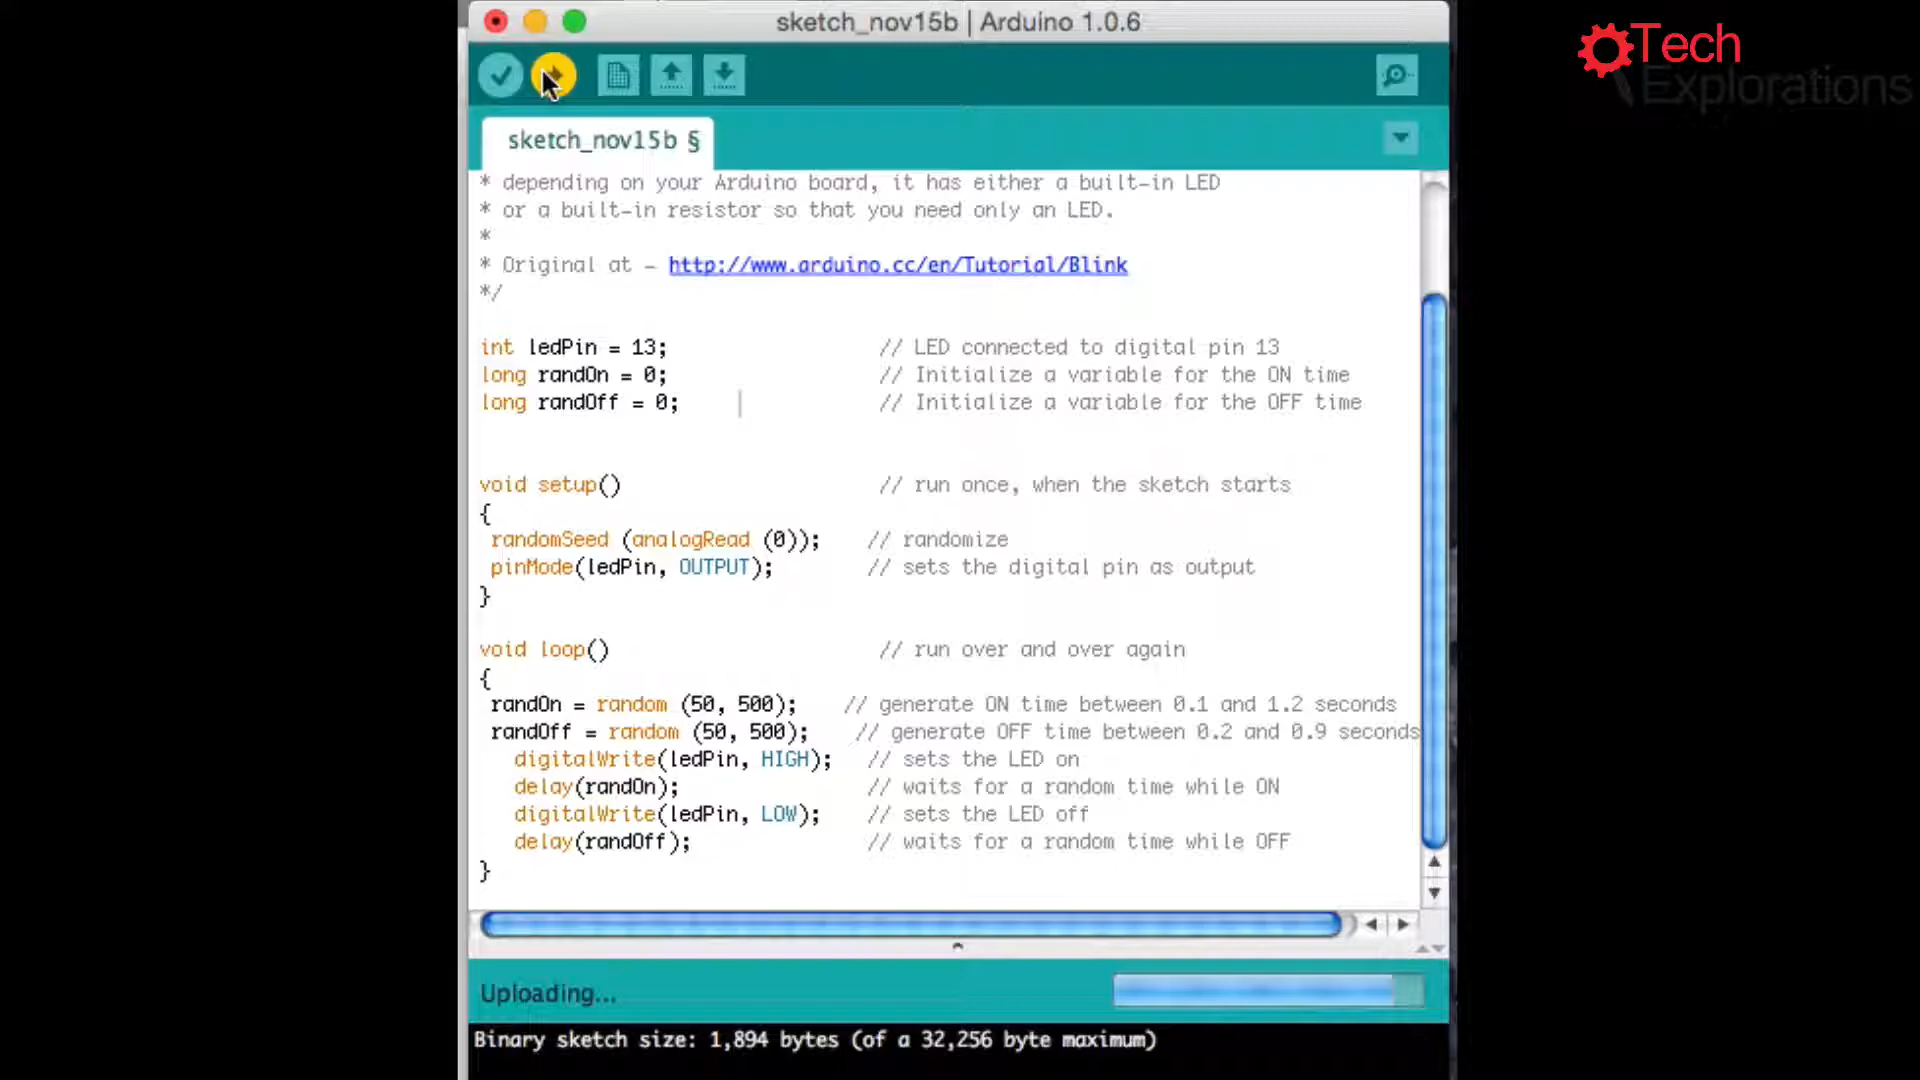 sketch_nov15b | Arduino 1.0.6
Tech
Explorations
sketch_nov15b §
* depending on your Arduino board, it has either a built-in LED
* or a built-in resistor so that you need only an LED.
*
* Original at - http://www.arduino.cc/en/Tutorial/Blink
*/
int ledPin = 13; // LED connected to digital pin 13
long randOn = 0; // Initialize a variable for the ON time
long randOff = 0; // Initialize a variable for the OFF time
void setup() // run once, when the sketch starts
{
randomSeed (analogRead (0)); // randomize
pinMode(ledPin, OUTPUT); // sets the digital pin as output
}
void loop() // run over and over again
{
randOn = random (50, 500); // generate ON time between 0.1 and 1.2 seconds
randOff = random (50, 500); // generate OFF time between 0.2 and 0.9 seconds
digitalWrite(ledPin, HIGH); // sets the LED on
delay(randOn); // waits for a random time while ON
digitalWrite(ledPin, LOW); // sets the LED off
delay(randOff); // waits for a random time while OFF
}
Uploading...
Binary sketch size: 1,894 bytes (of a 32,256 byte maximum)